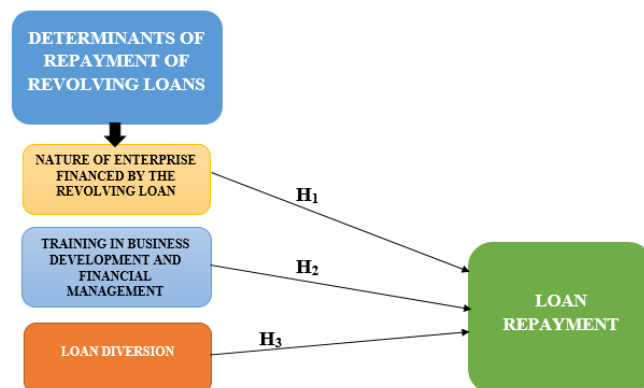 DETERMINANTS OF
REPAYMENT OF
REVOLVING LOANS
NATURE OF ENTERPRISE
FINANCED BY THE
REVOLVING LOAN
H₁
TRAINING IN BUSINESS
DEVELOPMENT AND
FINANCIAL
MANAGEMENT
H₂
LOAN
REPAYMENT
LOAN DIVERSION
H₃